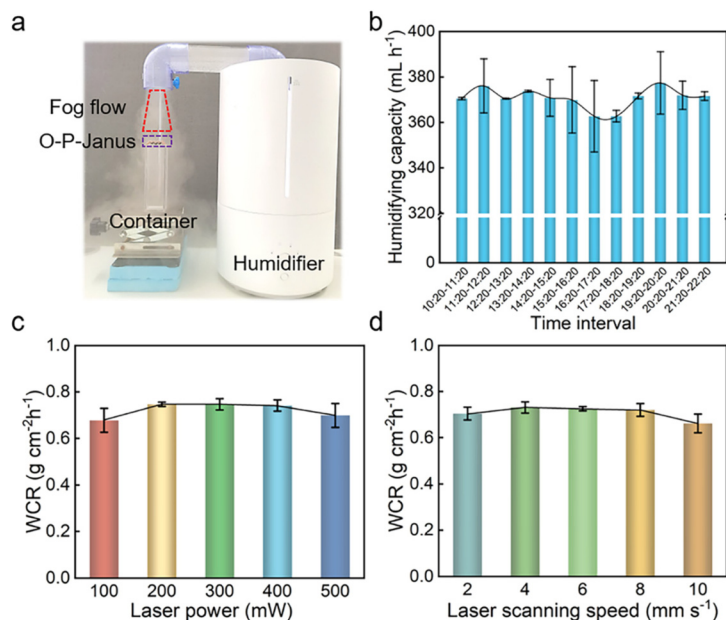 a
Fog flow
O-P-Janus
Container
Humidifier
b
Humidifying capacity (mL h⁻¹)
400
380
360
340
320
0
10:20-11:20
11:20-12:20
12:20-13:20
13:20-14:20
14:20-15:20
15:20-16:20
16:20-17:20
17:20-18:20
18:20-19:20
19:20-20:20
20:20-21:20
21:20-22:20
Time interval
c
WCR (g cm⁻²h⁻¹)
1.0
0.8
0.6
0.4
0.2
0.0
100
200
300
400
500
Laser power (mW)
d
WCR (g cm⁻²h⁻¹)
1.0
0.8
0.6
0.4
0.2
0.0
2
4
6
8
10
Laser scanning speed (mm s⁻¹)